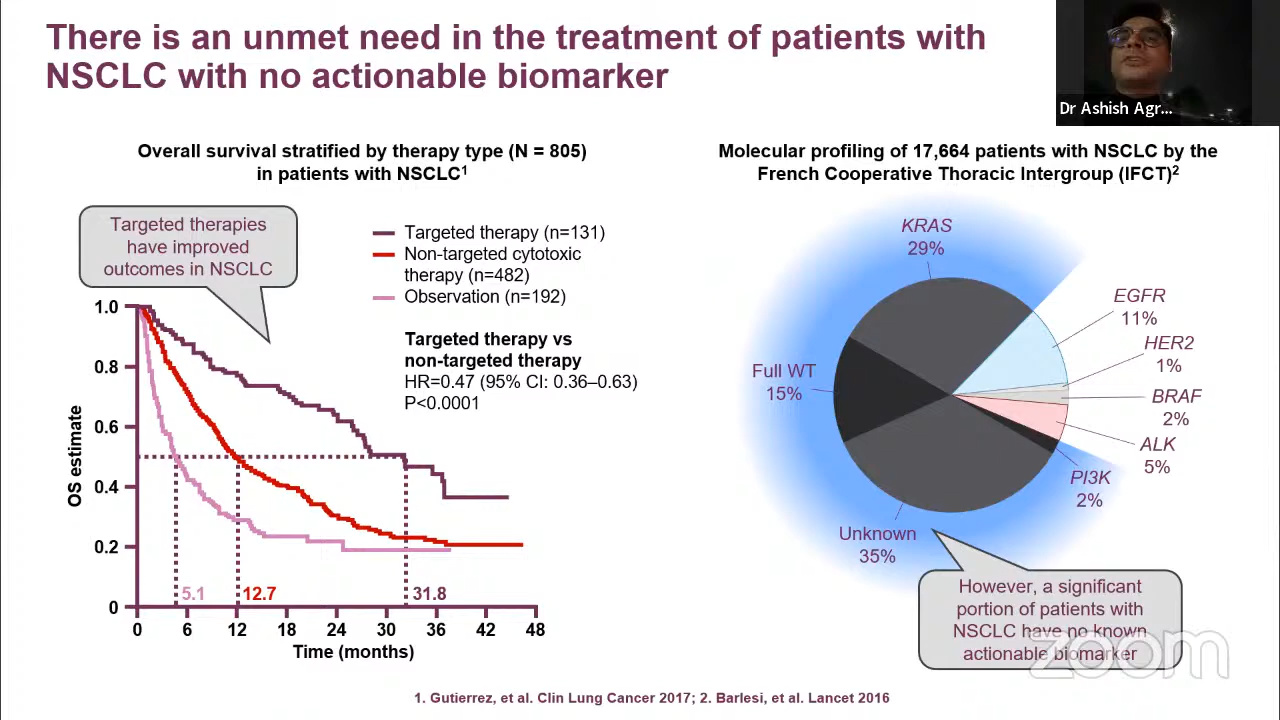 There is an unmet need in the treatment of patients with
NSCLC with no actionable biomarker
Dr Ashish Agr...
Overall survival stratified by therapy type (N = 805)
in patients with NSCLC¹
Targeted therapies
have improved
outcomes in NSCLC
Targeted therapy (n=131)
Non-targeted cytotoxic
therapy (n=482)
Observation (n=192)
Targeted therapy vs
non-targeted therapy
HR=0.47 (95% CI: 0.36–0.63)
P<0.0001
OS estimate
1.0
0.8
0.6
0.4
0.2
0
5.1
12.7
31.8
0 6 12 18 24 30 36 42 48
Time (months)
Molecular profiling of 17,664 patients with NSCLC by the
French Cooperative Thoracic Intergroup (IFCT)²
KRAS
29%
EGFR
11%
HER2
1%
BRAF
2%
ALK
5%
PI3K
2%
Unknown
35%
Full WT
15%
However, a significant
portion of patients with
NSCLC have no known
actionable biomarker
zoom
1. Gutierrez, et al. Clin Lung Cancer 2017; 2. Barlesi, et al. Lancet 2016